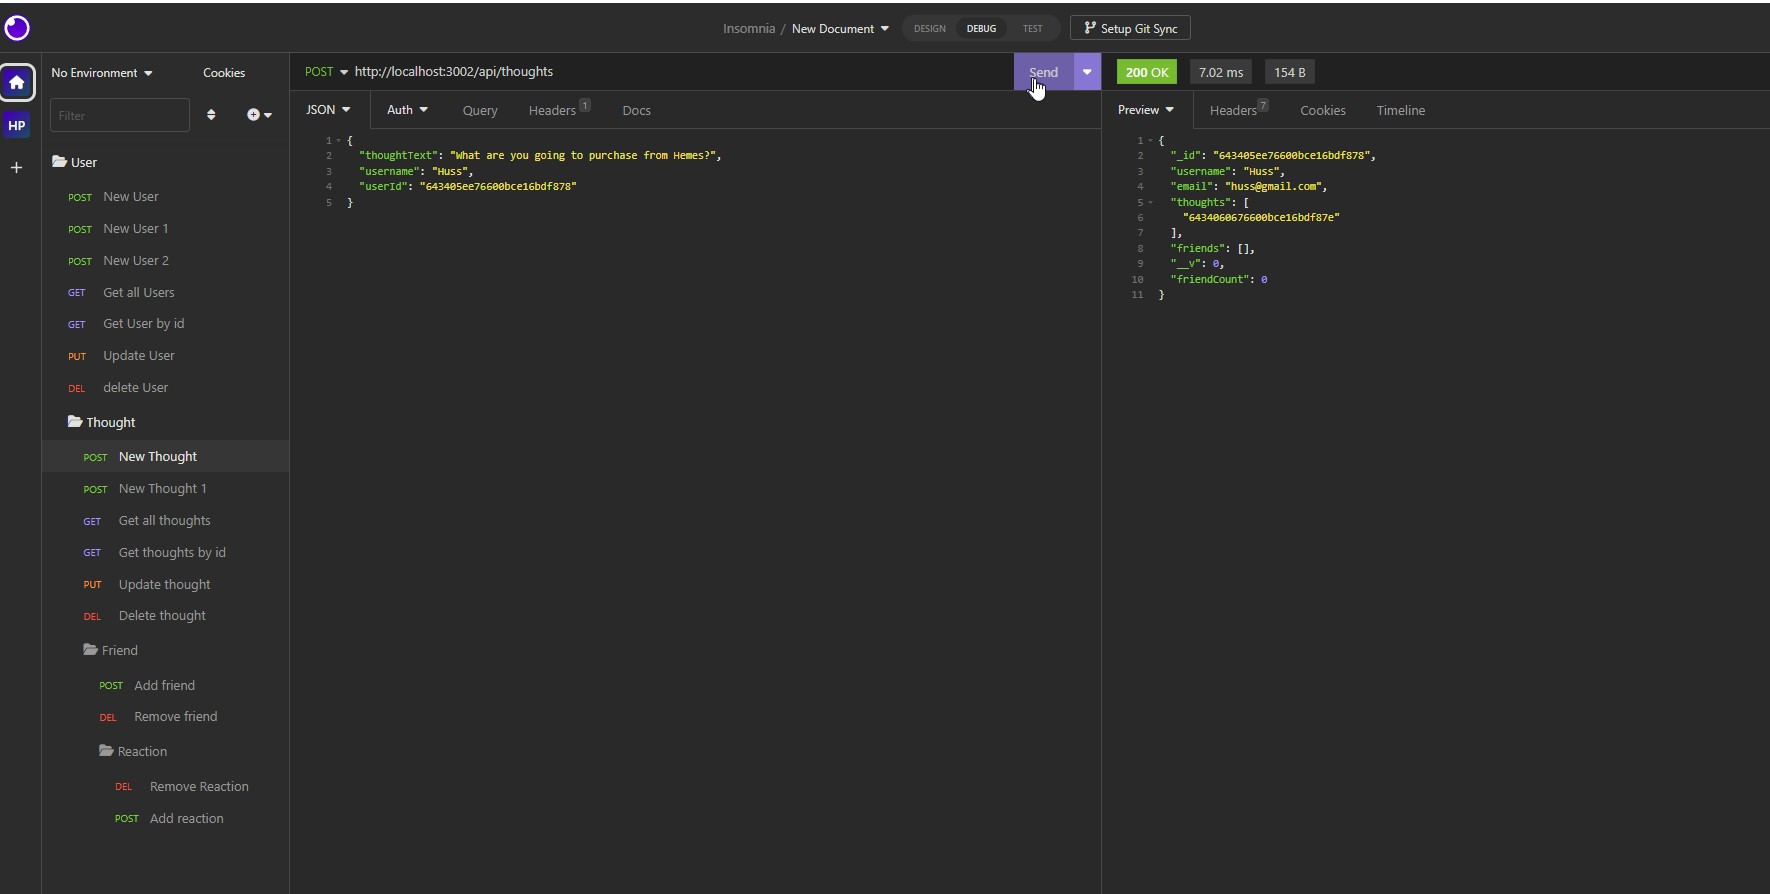 Insomnia / New Document
DESIGN DEBUG TEST
Setup Git Sync
No Environment
Cookies
Filter
HP
User
POST New User
POST New User 1
POST New User 2
GET Get all Users
GET Get User by id
PUT Update User
DEL delete User
Thought
POST New Thought
POST New Thought 1
GET Get all thoughts
GET Get thoughts by id
PUT Update thought
DEL Delete thought
Friend
POST Add friend
DEL Remove friend
Reaction
DEL Remove Reaction
POST Add reaction
POST http://localhost:3002/api/thoughts
Send
JSON Auth Query Headers 1 Docs
1 {
2 "thoughtText": "What are you going to purchase from Hemes?",
3 "username": "Huss",
4 "userId": "643405ee76600bce16bdf878"
5 }
200 OK 7.02 ms 154 B
Preview Headers 7 Cookies Timeline
1 {
2 "_id": "643405ee76600bce16bdf878",
3 "username": "Huss",
4 "email": "huss@gmail.com",
5 "thoughts": [
6 "6434060676600bce16bdf87e"
7 ],
8 "friends": [],
9 "__v": 0,
10 "friendCount": 0
11 }